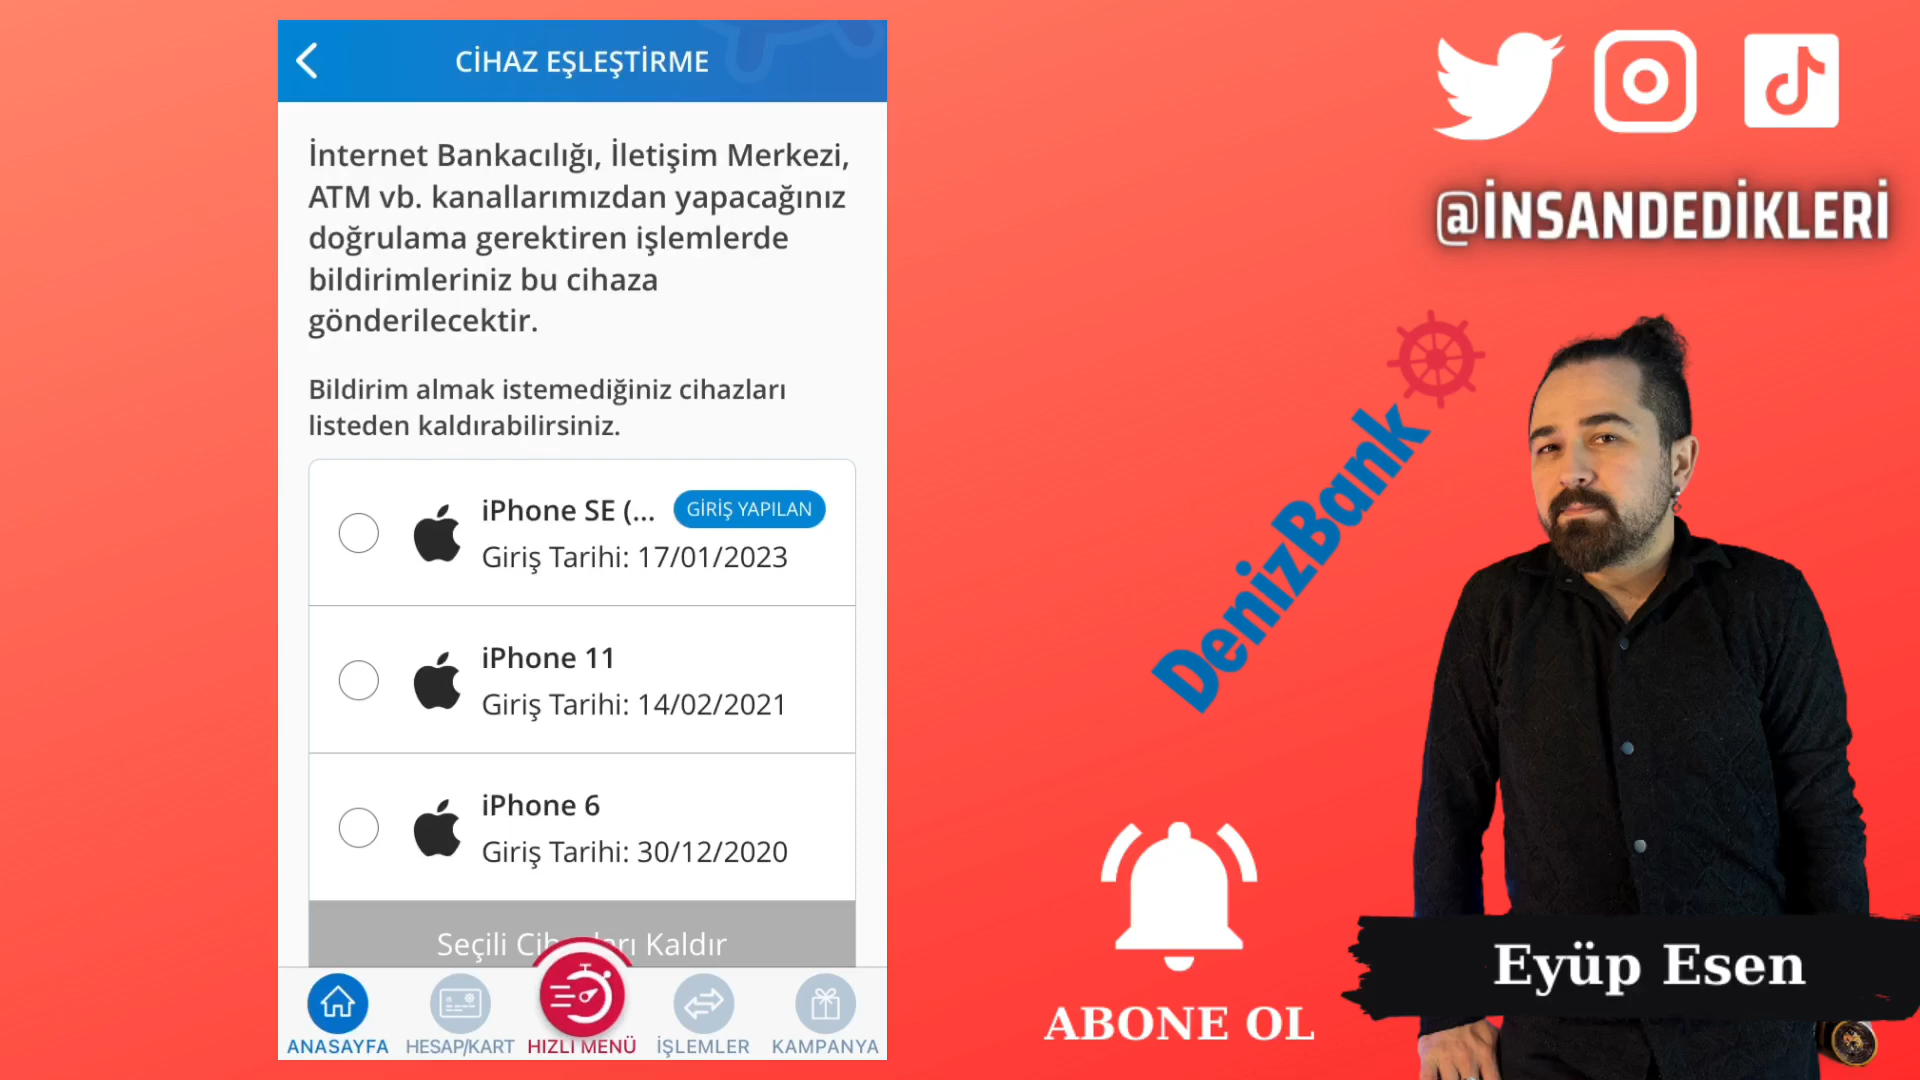 CİHAZ EŞLEŞTİRME
İnternet Bankacılığı, İletişim Merkezi,
ATM vb. kanallarımızdan yapacağınız
doğrulama gerektiren işlemlerde
bildirimleriniz bu cihaza
gönderilecektir.
Bildirim almak istemediğiniz cihazları
listeden kaldırabilirsiniz.
iPhone SE (... GİRİŞ YAPILAN
Giriş Tarihi: 17/01/2023
iPhone 11
Giriş Tarihi: 14/02/2021
iPhone 6
Giriş Tarihi: 30/12/2020
Seçili Kaldır
ANASAYFA HESAP/KART HIZLI MENÜ İŞLEMLER KAMPANYA
@İNSANDEDİKLERİ
DenizBank
ABONE OL
Eyüp Esen